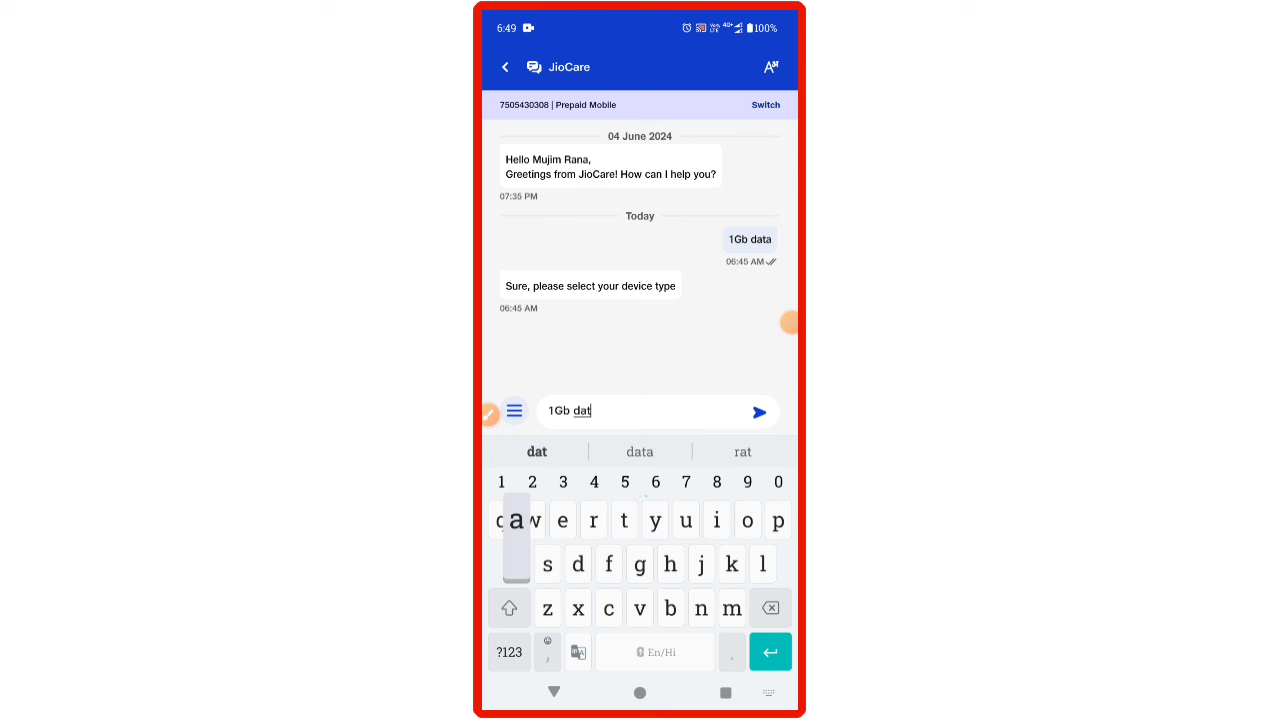 6:49 Vo)) LTE 4G+ 100%
JioCare
7505430308 | Prepaid Mobile Switch
04 June 2024
Hello Mujim Rana,
Greetings from JioCare! How can I help you?
07:35 PM
Today
1Gb data
06:45 AM
Sure, please select your device type
06:45 AM
1Gb dat
dat data rat
1 2 3 4 5 6 7 8 9 0
a w e r t y u i o p
s d f g h j k l
z x c v b n m
?123 , En/Hi .